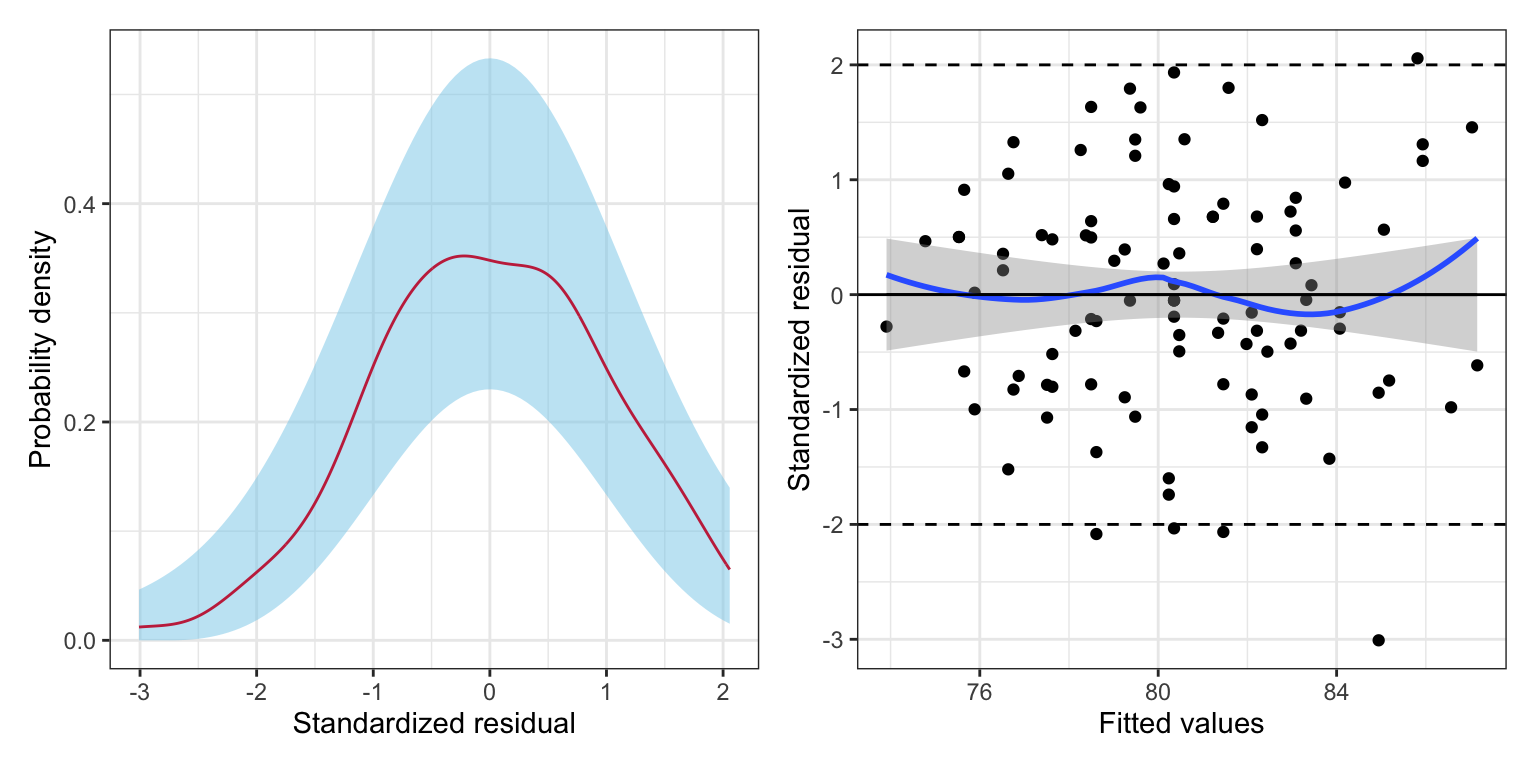 Probability density
0.4
0.2
0.0
-3 -2 -1 0 1 2
Standardized residual
Standardized residual
2
1
0
-1
-2
-3
76 80 84
Fitted values